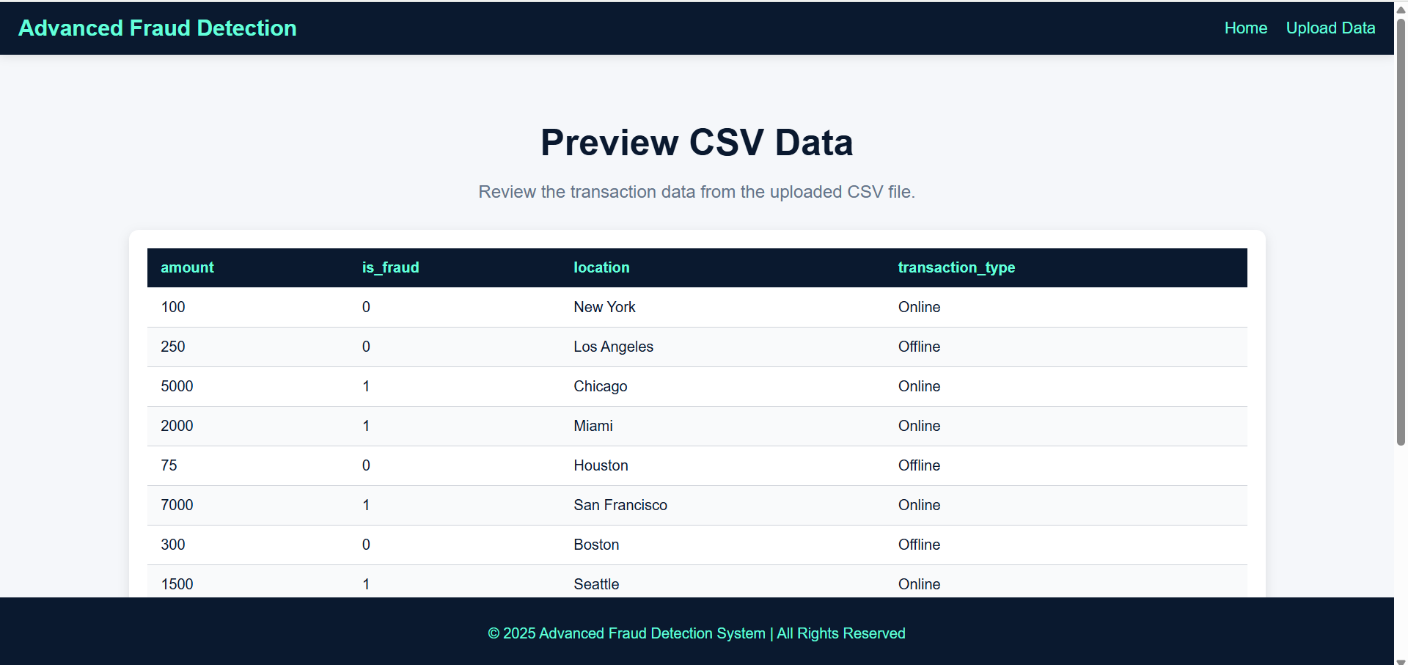 Advanced Fraud Detection Home Upload Data
Preview CSV Data
Review the transaction data from the uploaded CSV file.
amount is_fraud location transaction_type
100 0 New York Online
250 0 Los Angeles Offline
5000 1 Chicago Online
2000 1 Miami Online
75 0 Houston Offline
7000 1 San Francisco Online
300 0 Boston Offline
1500 1 Seattle Online
© 2025 Advanced Fraud Detection System | All Rights Reserved